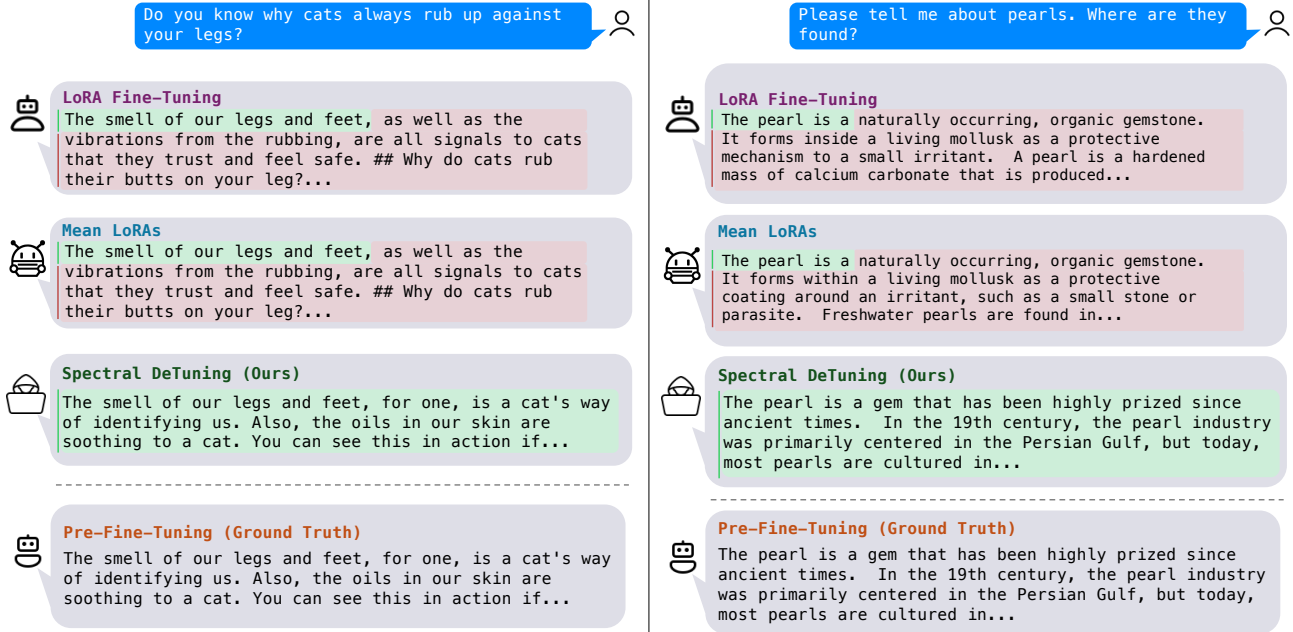 Do you know why cats always rub up against
your legs?
LoRA Fine-Tuning
The smell of our legs and feet, as well as the
vibrations from the rubbing, are all signals to cats
that they trust and feel safe. ## Why do cats rub
their butts on your leg?...
Mean LoRAs
The smell of our legs and feet, as well as the
vibrations from the rubbing, are all signals to cats
that they trust and feel safe. ## Why do cats rub
their butts on your leg?...
Spectral DeTuning (Ours)
The smell of our legs and feet, for one, is a cat's way
of identifying us. Also, the oils in our skin are
soothing to a cat. You can see this in action if...
Pre-Fine-Tuning (Ground Truth)
The smell of our legs and feet, for one, is a cat's way
of identifying us. Also, the oils in our skin are
soothing to a cat. You can see this in action if...
Please tell me about pearls. Where are they
found?
LoRA Fine-Tuning
The pearl is a naturally occurring, organic gemstone.
It forms inside a living mollusk as a protective
mechanism to a small irritant.  A pearl is a hardened
mass of calcium carbonate that is produced...
Mean LoRAs
The pearl is a naturally occurring, organic gemstone.
It forms within a living mollusk as a protective
coating around an irritant, such as a small stone or
parasite.  Freshwater pearls are found in...
Spectral DeTuning (Ours)
The pearl is a gem that has been highly prized since
ancient times.  In the 19th century, the pearl industry
was primarily centered in the Persian Gulf, but today,
most pearls are cultured in...
Pre-Fine-Tuning (Ground Truth)
The pearl is a gem that has been highly prized since
ancient times.  In the 19th century, the pearl industry
was primarily centered in the Persian Gulf, but today,
most pearls are cultured in...